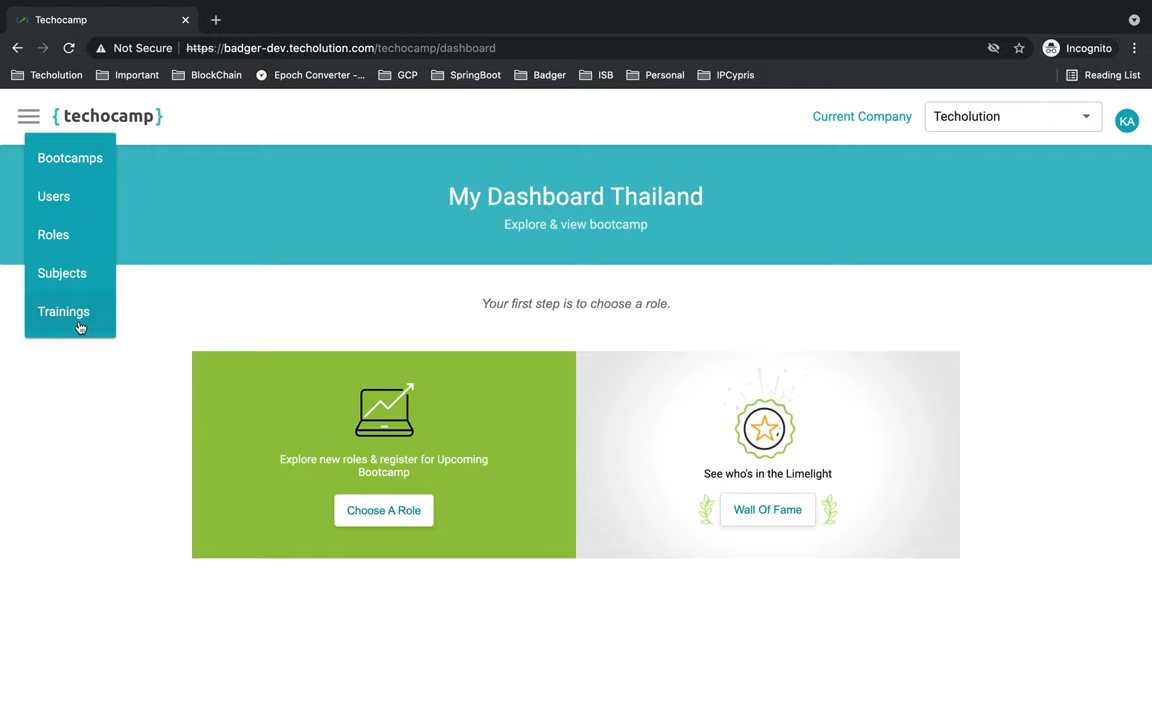 Techocamp
Not Secure https://badger-dev.techolution.com/techocamp/dashboard Incognito
Techolution Important BlockChain Epoch Converter -... GCP SpringBoot Badger ISB Personal IPCypris Reading List
{techocamp} Current Company Techolution KA
Bootcamps
Users
Roles
Subjects
Trainings
My Dashboard Thailand
Explore & view bootcamp
Your first step is to choose a role.
Explore new roles & register for Upcoming
Bootcamp
Choose A Role
See who's in the Limelight
Wall Of Fame